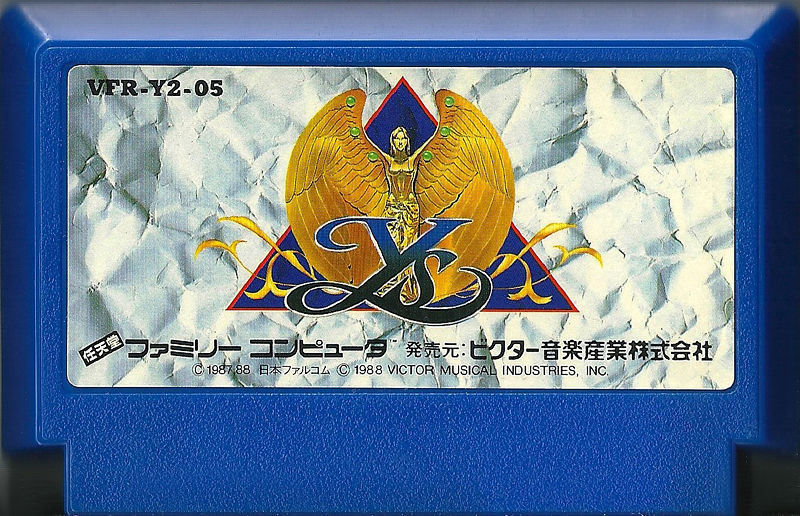 VFR-Y2-05
Ys
任天堂 ファミリー コンピュータ™ 発売元:ビクター音楽産業株式会社
© 1987,88 日本ファルコム © 1988 VICTOR MUSICAL INDUSTRIES, INC.